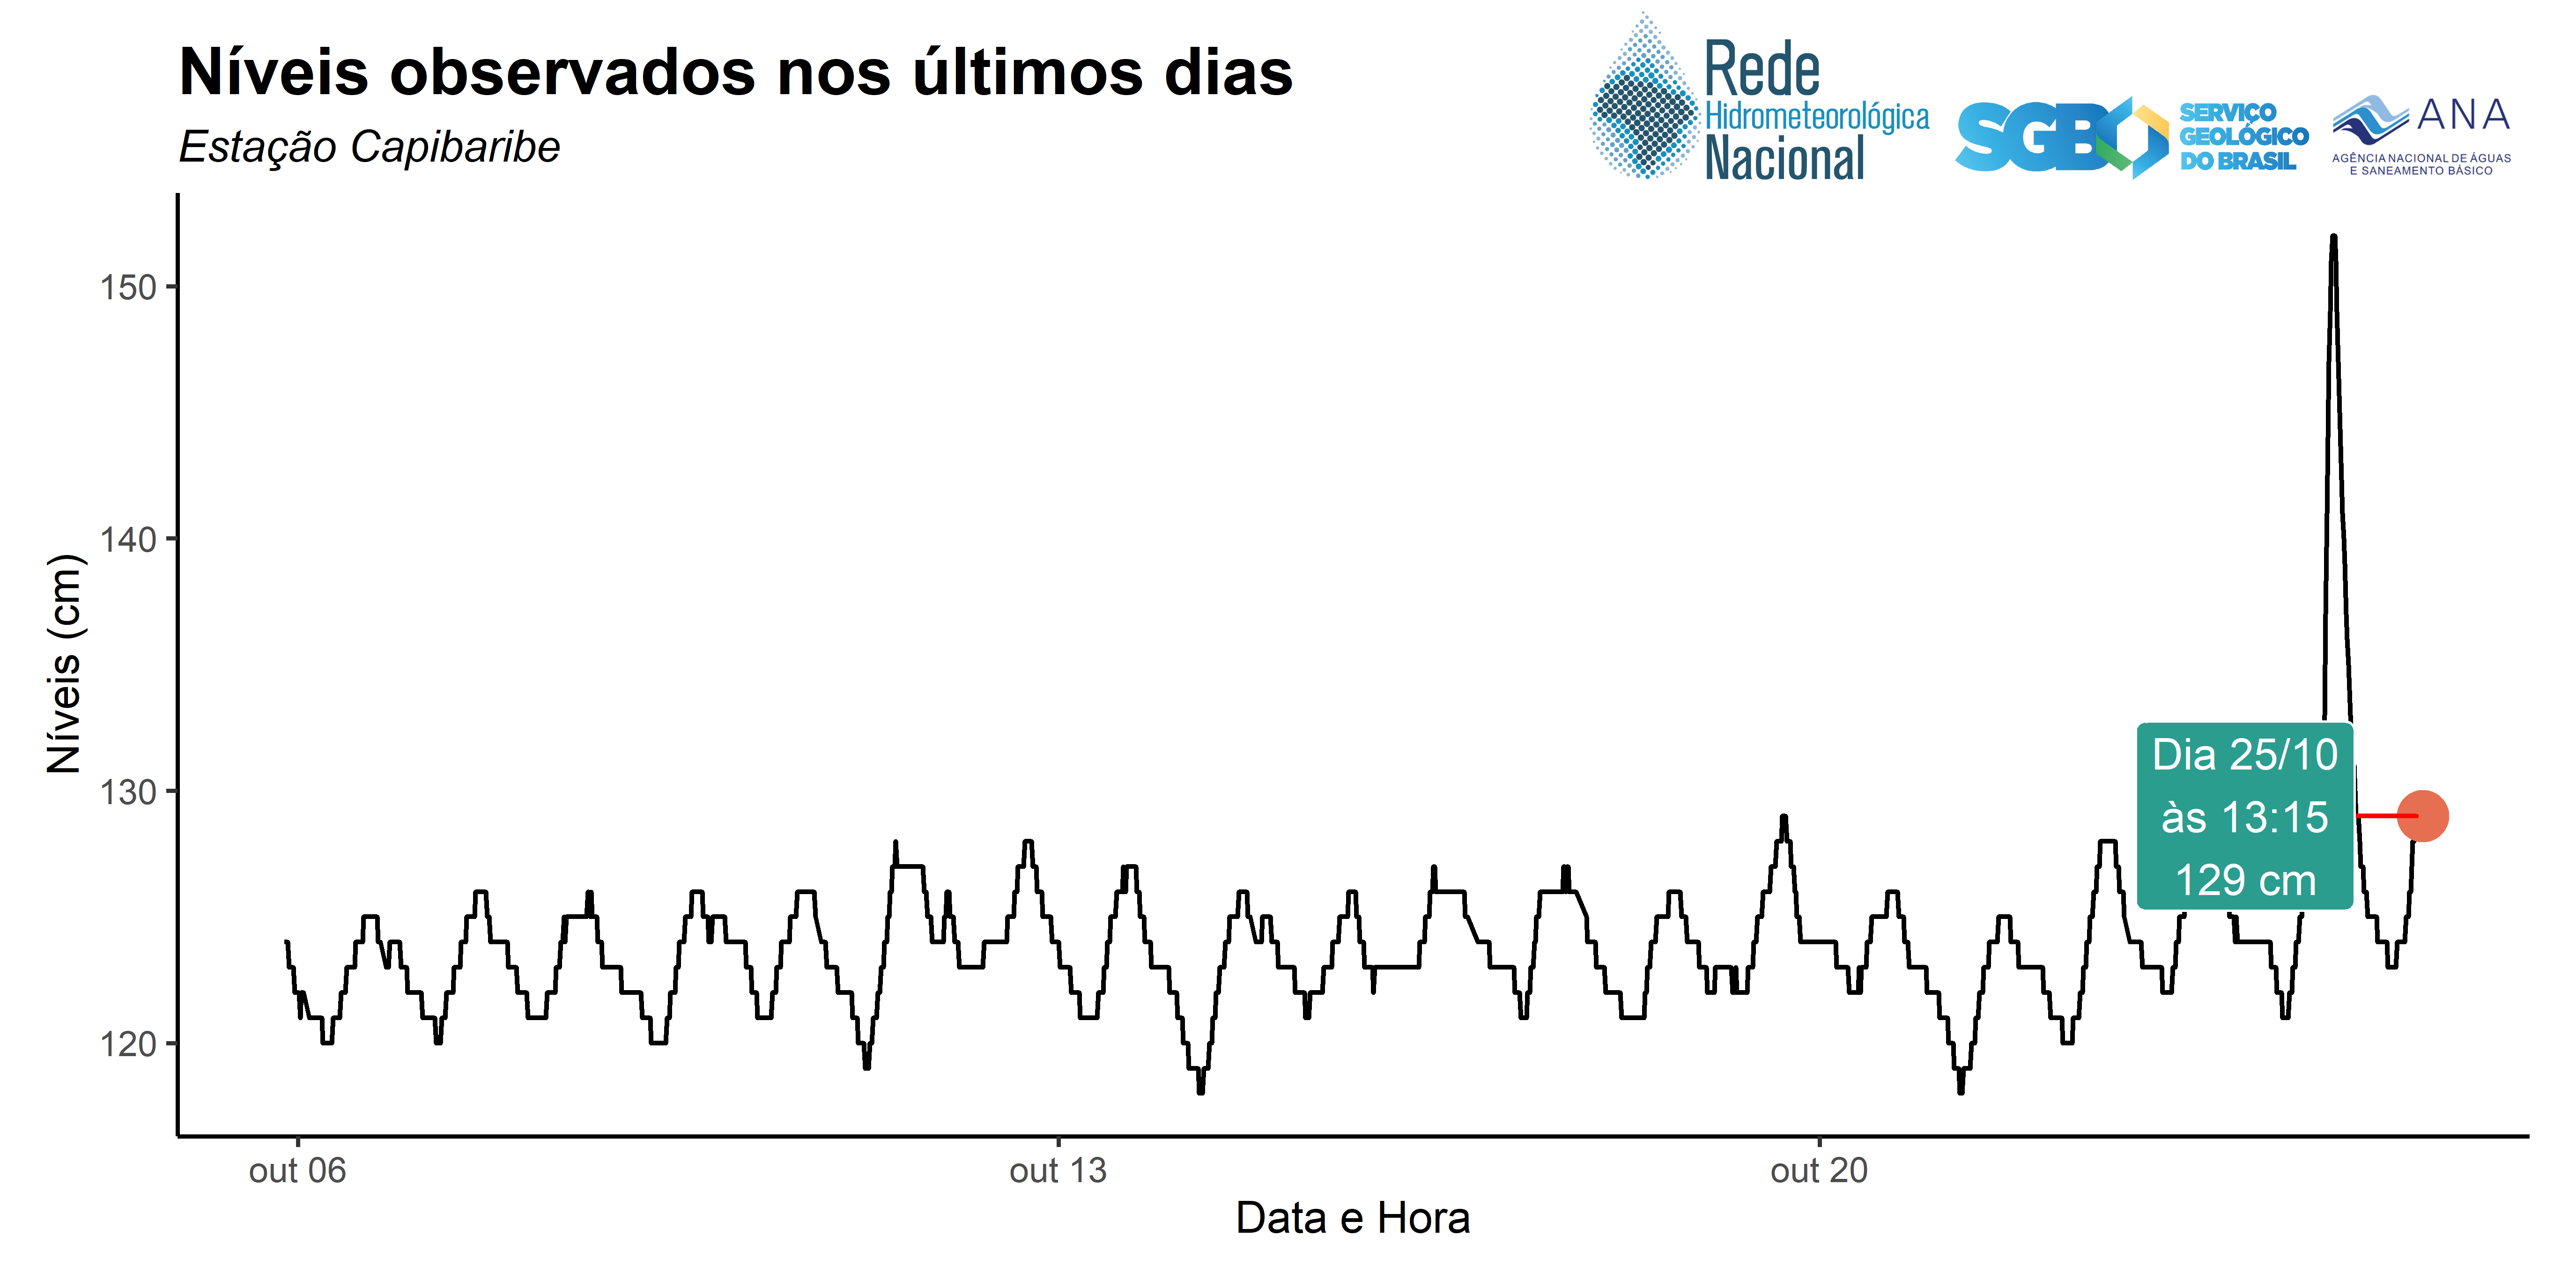 Níveis observados nos últimos dias
Estação Capibaribe
Rede
Hidrometeorológica
Nacional
SGB
SERVIÇO
GEOLÓGICO
DO BRASIL
ANA
AGÊNCIA NACIONAL DE ÁGUAS
E SANEAMENTO BÁSICO
Níveis (cm)
150
140
130
120
Dia 25/10
às 13:15
129 cm
out 06
out 13
out 20
Data e Hora